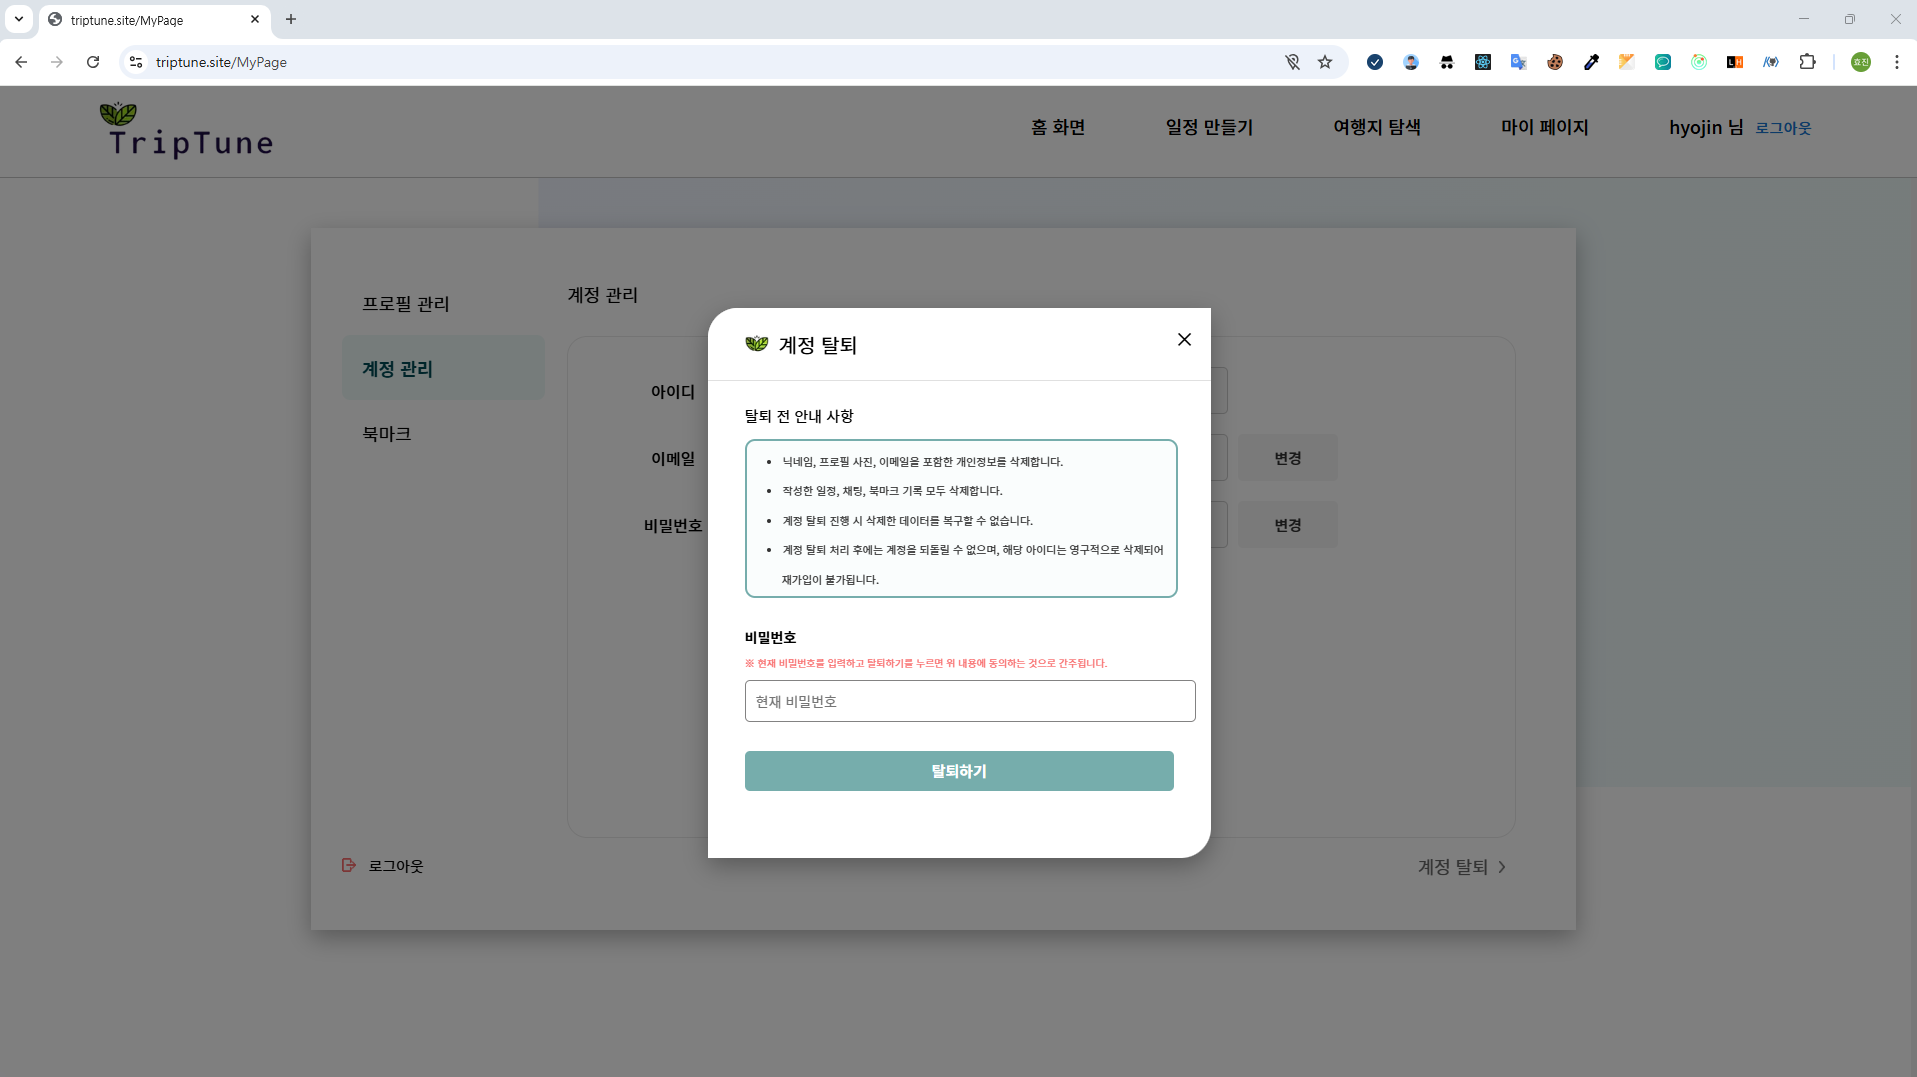 triptune.site/MyPage
triptune.site/MyPage
효진
TripTune
홈 화면
일정 만들기
여행지 탐색
마이 페이지
hyojin 님 로그아웃
프로필 관리
계정 관리
북마크
로그아웃
계정 관리
아이디
이메일
변경
비밀번호
변경
계정 탈퇴
계정 탈퇴
탈퇴 전 안내 사항
• 닉네임, 프로필 사진, 이메일을 포함한 개인정보를 삭제합니다.
• 작성한 일정, 채팅, 북마크 기록 모두 삭제합니다.
• 계정 탈퇴 진행 시 삭제한 데이터를 복구할 수 없습니다.
• 계정 탈퇴 처리 후에는 계정을 되돌릴 수 없으며, 해당 아이디는 영구적으로 삭제되어
재가입이 불가됩니다.
비밀번호
※ 현재 비밀번호를 입력하고 탈퇴하기를 누르면 위 내용에 동의하는 것으로 간주됩니다.
현재 비밀번호
탈퇴하기